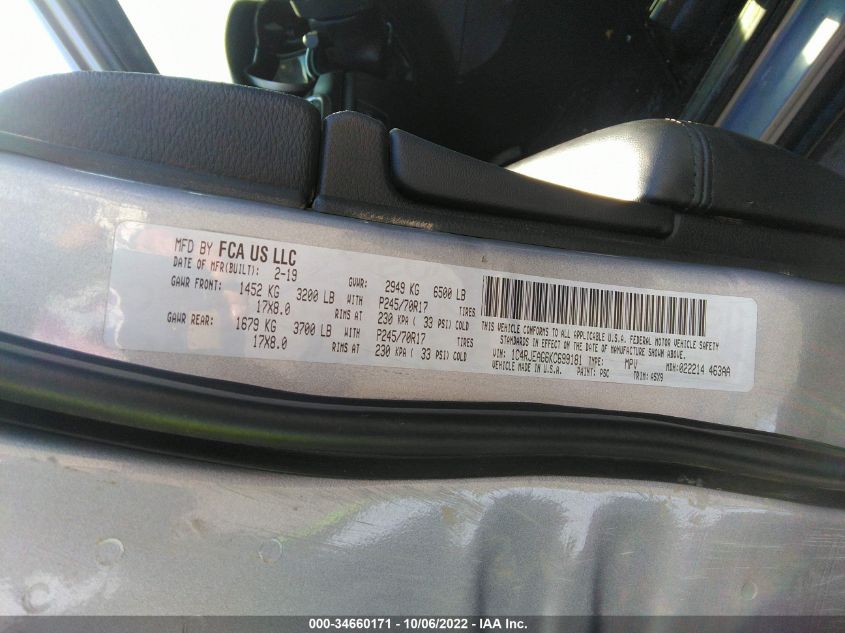 MFD BY FCA US LLC
DATE OF MFR(BUILT): 2-19 GVWR: 2949 KG 6500 LB
GAWR FRONT: 1452 KG 3200 LB WITH P245/70R17 TIRES
17X8.0 RIMS AT 230 KPA ( 33 PSI) COLD
GAWR REAR: 1679 KG 3700 LB WITH P245/70R17 TIRES
17X8.0 RIMS AT 230 KPA ( 33 PSI) COLD
THIS VEHICLE CONFORMS TO ALL APPLICABLE U.S.A. FEDERAL MOTOR VEHICLE SAFETY
STANDARDS IN EFFECT ON THE DATE OF MANUFACTURE SHOWN ABOVE.
VIN: 1C4RJEAG8KC699181 TYPE: MPV MDH:022214 463AA
VEHICLE MADE IN U.S.A. PAINT: PSC TRIM: A5X9
000-34660171 - 10/06/2022 - IAA Inc.